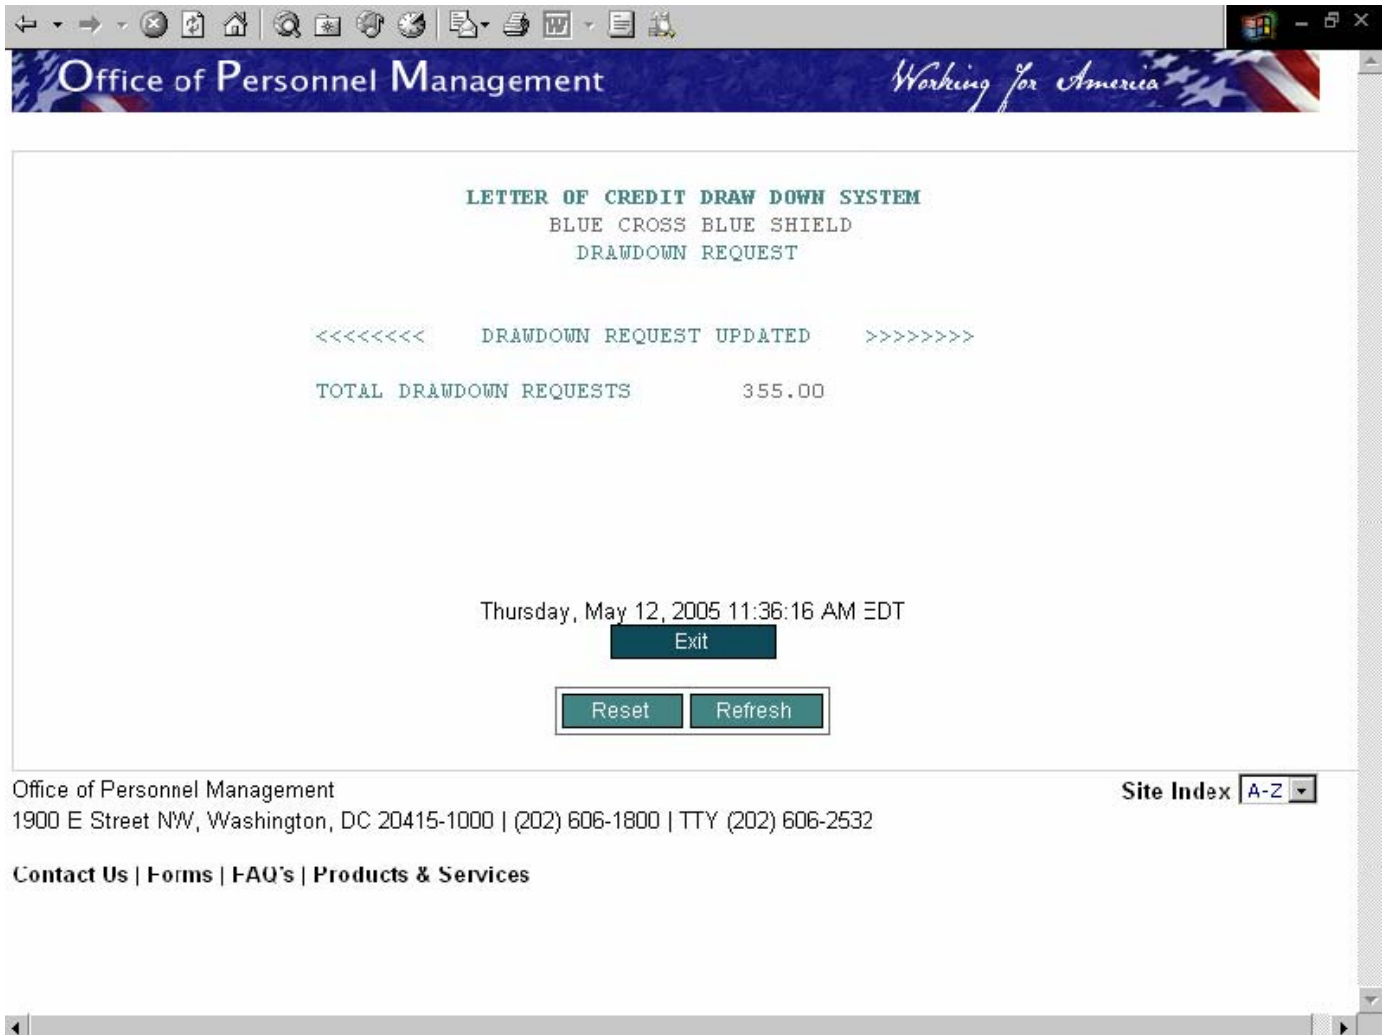 Office of Personnel Management
Working for America
LETTER OF CREDIT DRAW DOWN SYSTEM
BLUE CROSS BLUE SHIELD
DRAWDOWN REQUEST
<<<<<<<< DRAWDOWN REQUEST UPDATED >>>>>>>>
TOTAL DRAWDOWN REQUESTS 355.00
Thursday, May 12, 2005 11:36:16 AM EDT
Exit
Reset Refresh
Office of Personnel Management
Site Index A-Z
1900 E Street NW, Washington, DC 20415-1000 | (202) 606-1800 | TTY (202) 606-2532
Contact Us | Forms | FAQ's | Products & Services